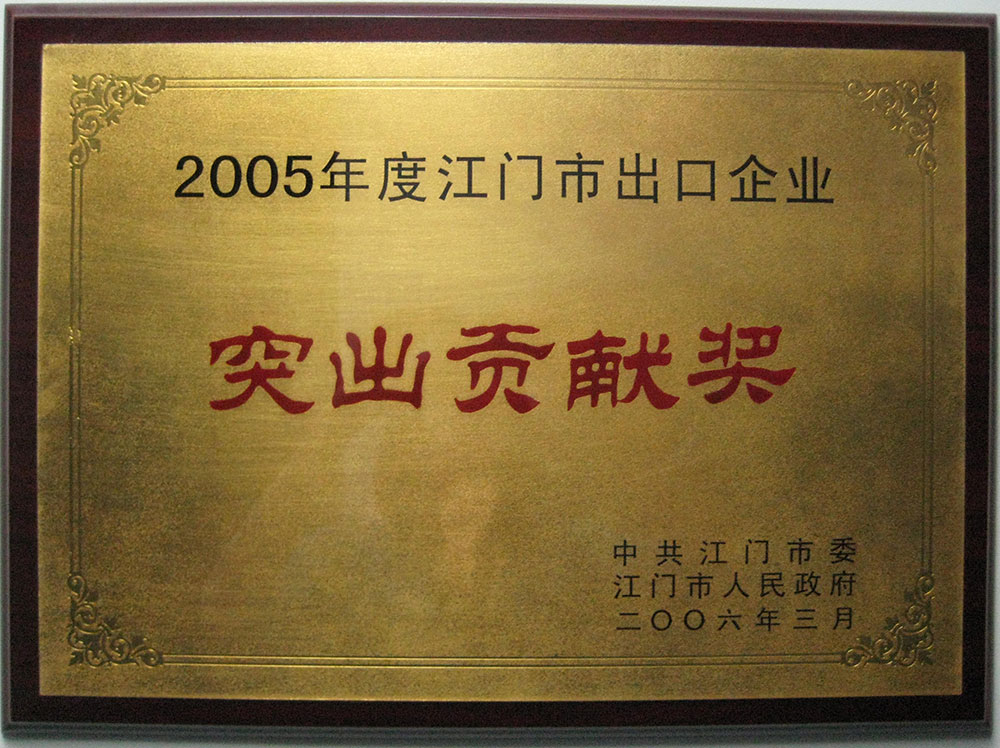 2005年度江门市出口企业
突出贡献奖
中共江门市委
江门市人民政府
二〇〇六年三月